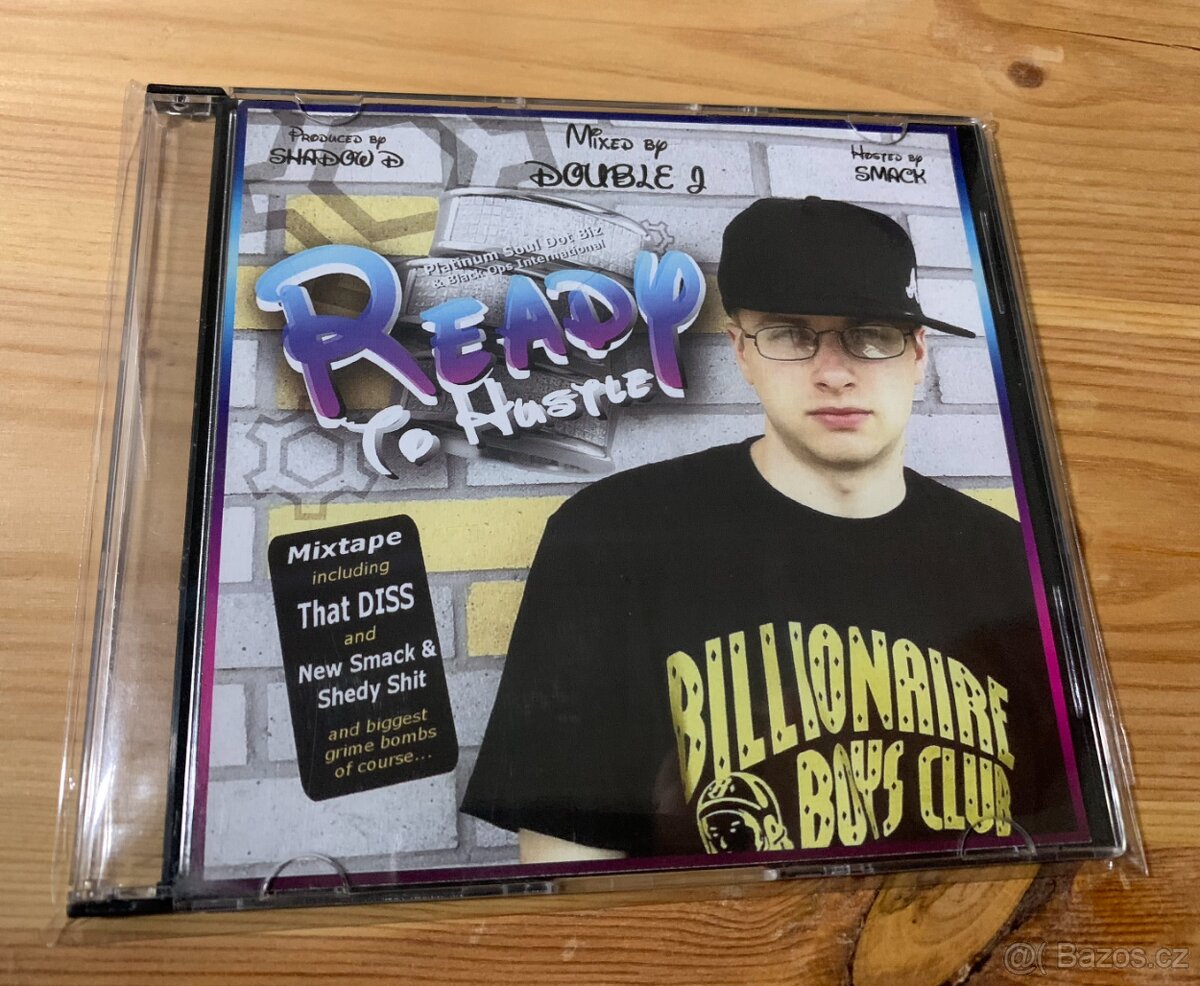 Produced by
SHADOW'D
Mixed by
DOUBLE J
Hosted by
SMACK
Platinum Soul Dot Biz
& Black Ops International
READY
To Hustle
Mixtape
including
That DISS
and
New Smack &
Shedy Shit
and biggest
grime bombs
of course...
BILLIONAIRE
BOYS CLUB
@( Bazos.cz